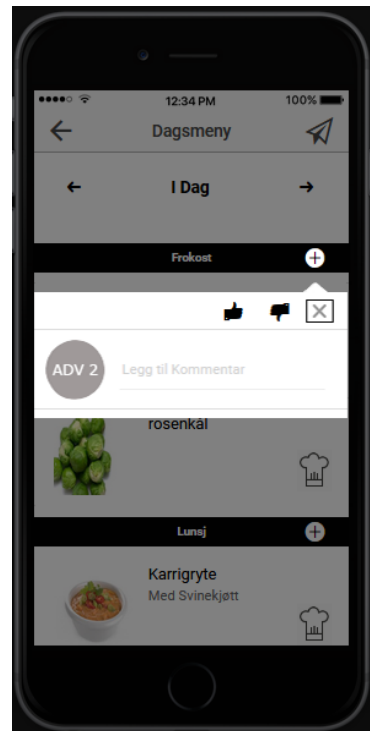 12:34 PM 100%
Dagsmeny
I Dag
Frokost
ADV 2 Legg til Kommentar
rosenkål
Lunsj
Karrigryte
Med Svinekjøtt